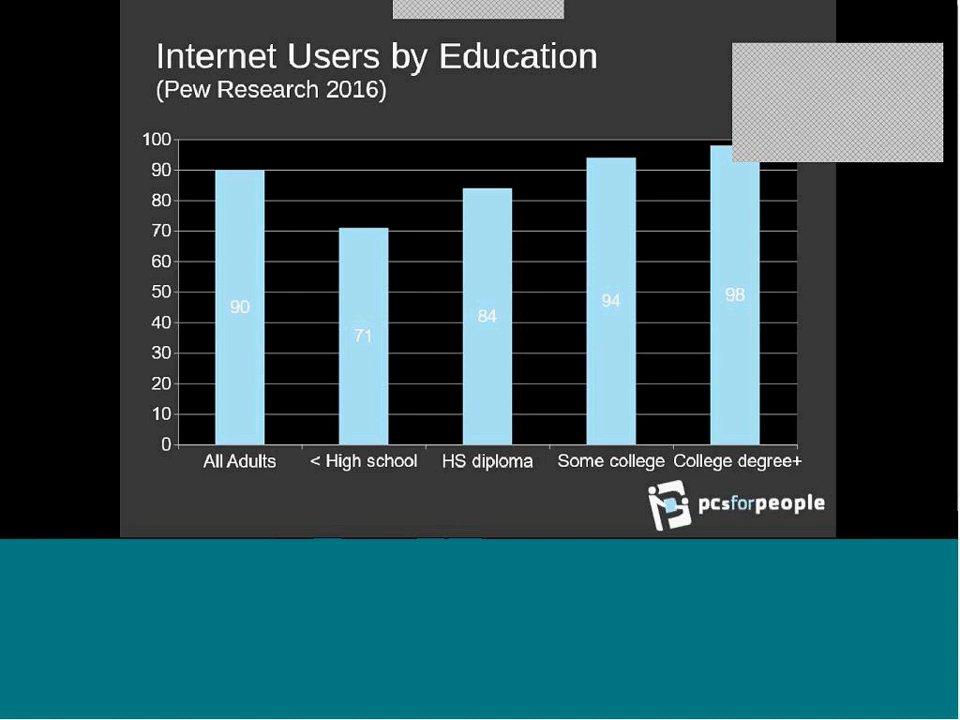 Internet Users by Education
(Pew Research 2016)
100
90
80
70
60
50
40
30
20
10
0
90
71
84
94
98
All Adults
< High school
HS diploma
Some college
College degree+
pcsforpeople